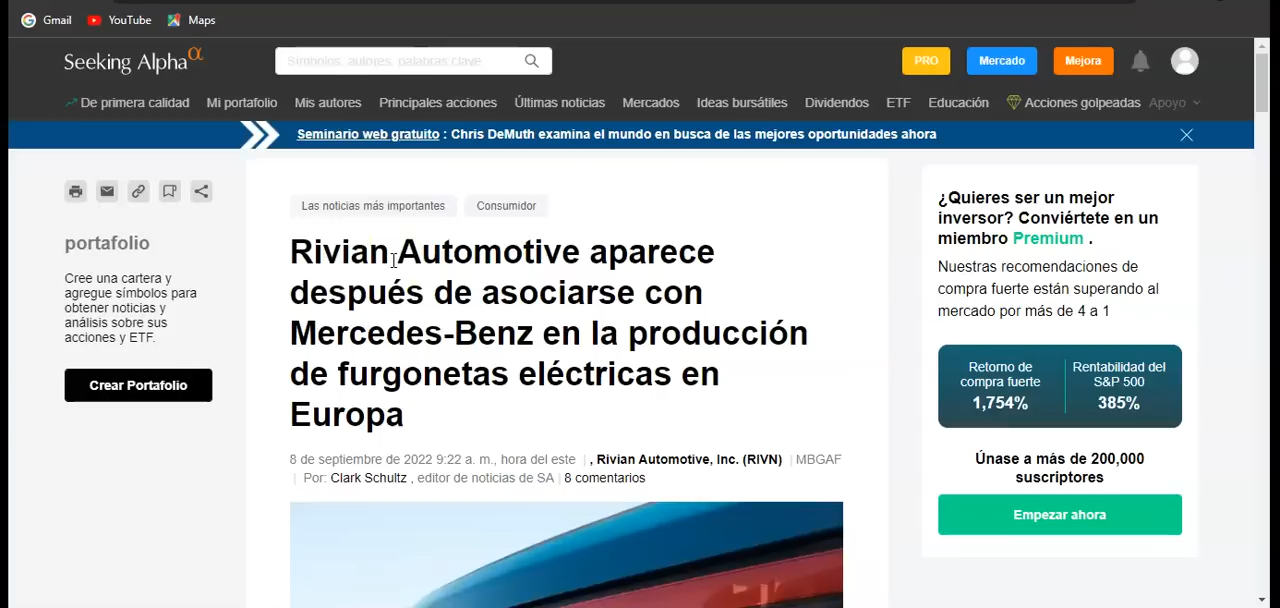 Gmail YouTube Maps
Seeking Alpha α
Símbolos, autores, palabras clave
PRO Mercado Mejora
De primera calidad Mi portafolio Mis autores Principales acciones Últimas noticias Mercados Ideas bursátiles Dividendos ETF Educación Acciones golpeadas Apoyo
Seminario web gratuito : Chris DeMuth examina el mundo en busca de las mejores oportunidades ahora
portafolio
Cree una cartera y
agregue símbolos para
obtener noticias y
análisis sobre sus
acciones y ETF.
Crear Portafolio
Las noticias más importantes Consumidor
Rivian Automotive aparece
después de asociarse con
Mercedes-Benz en la producción
de furgonetas eléctricas en
Europa
8 de septiembre de 2022 9:22 a. m., hora del este | , Rivian Automotive, Inc. (RIVN) | MBGAF
| Por: Clark Schultz , editor de noticias de SA | 8 comentarios
¿Quieres ser un mejor
inversor? Conviértete en un
miembro Premium .
Nuestras recomendaciones de
compra fuerte están superando al
mercado por más de 4 a 1
Retorno de
compra fuerte
1,754%
Rentabilidad del
S&P 500
385%
Únase a más de 200,000
suscriptores
Empezar ahora